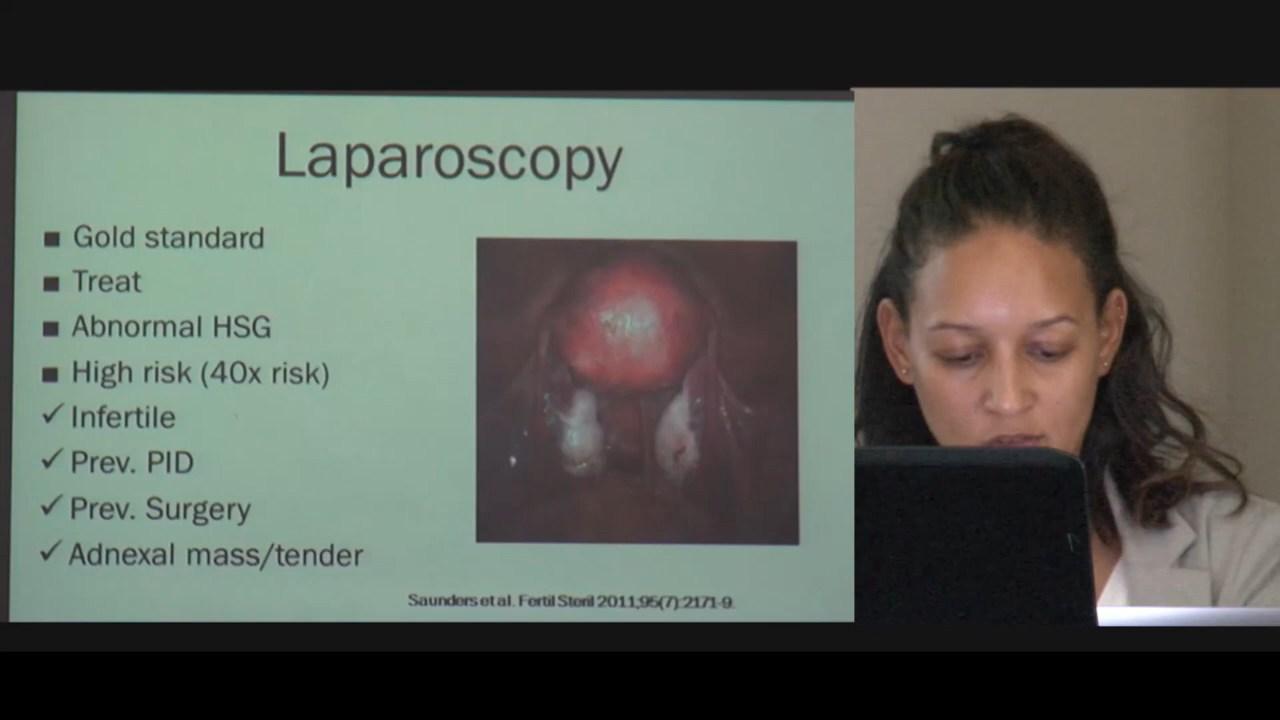 Laparoscopy
■ Gold standard
■ Treat
■ Abnormal HSG
■ High risk (40x risk)
✓ Infertile
✓ Prev. PID
✓ Prev. Surgery
✓ Adnexal mass/tender
Saunders et al. Fertil Steril 2011;95(7):2171-9.